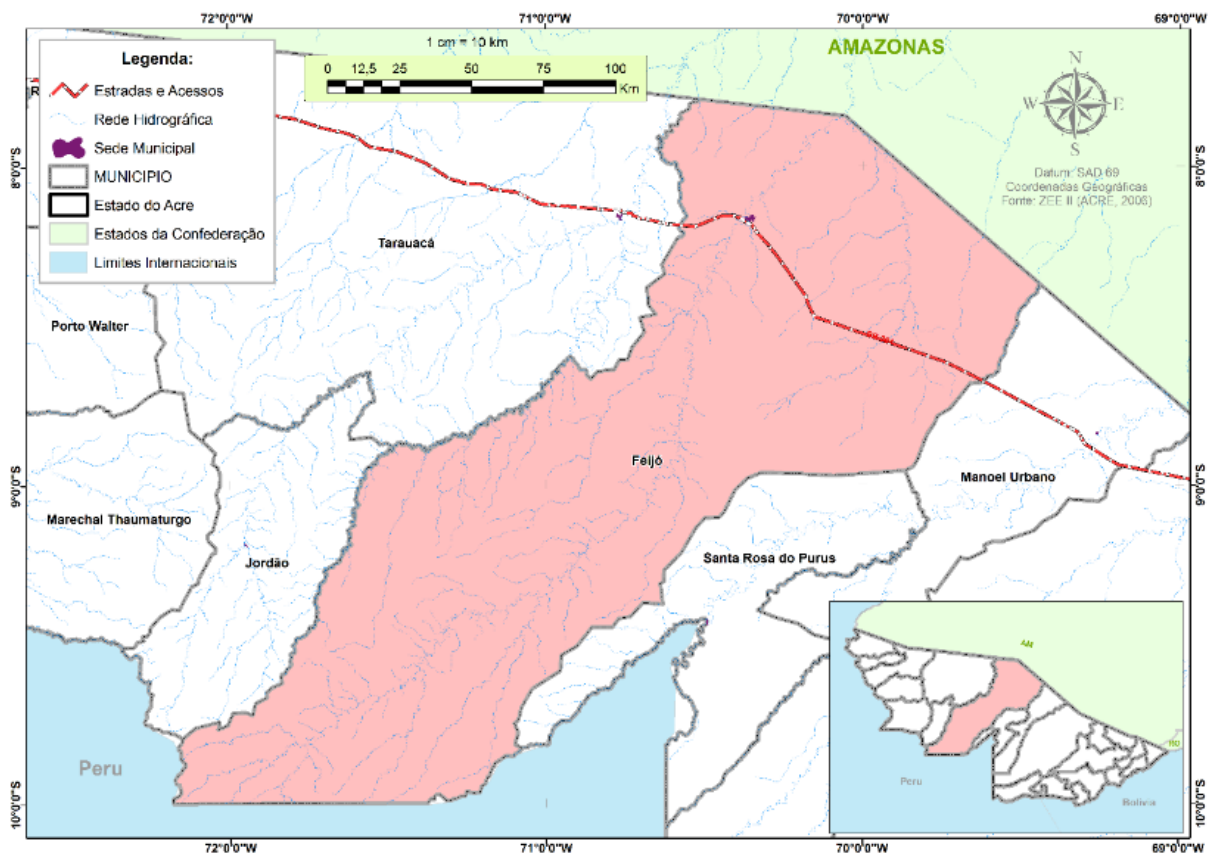 72°0'0"W
71°0'0"W
70°0'0"W
69°0'0"W
Legenda:
Estradas e Acessos
Rede Hidrográfica
Sede Municipal
MUNICIPIO
Estado do Acre
Estados da Confederação
Limites Internacionais
1 cm = 10 km
0 12,5 25 50 75 100
Km
AMAZONAS
N
W E
S
Datum: SAD 69
Coordenadas Geográficas
Fonte: ZEE II (ACRE, 2006)
8°0'0"S
8°0'0"S
Tarauacá
Porto Walter
Feijó
Manoel Urbano
9°0'0"S
9°0'0"S
Marechal Thaumaturgo
Jordão
Santa Rosa do Purus
Peru
AM
RO
Peru
Bolivia
10°0'0"S
10°0'0"S
72°0'0"W
71°0'0"W
70°0'0"W
69°0'0"W